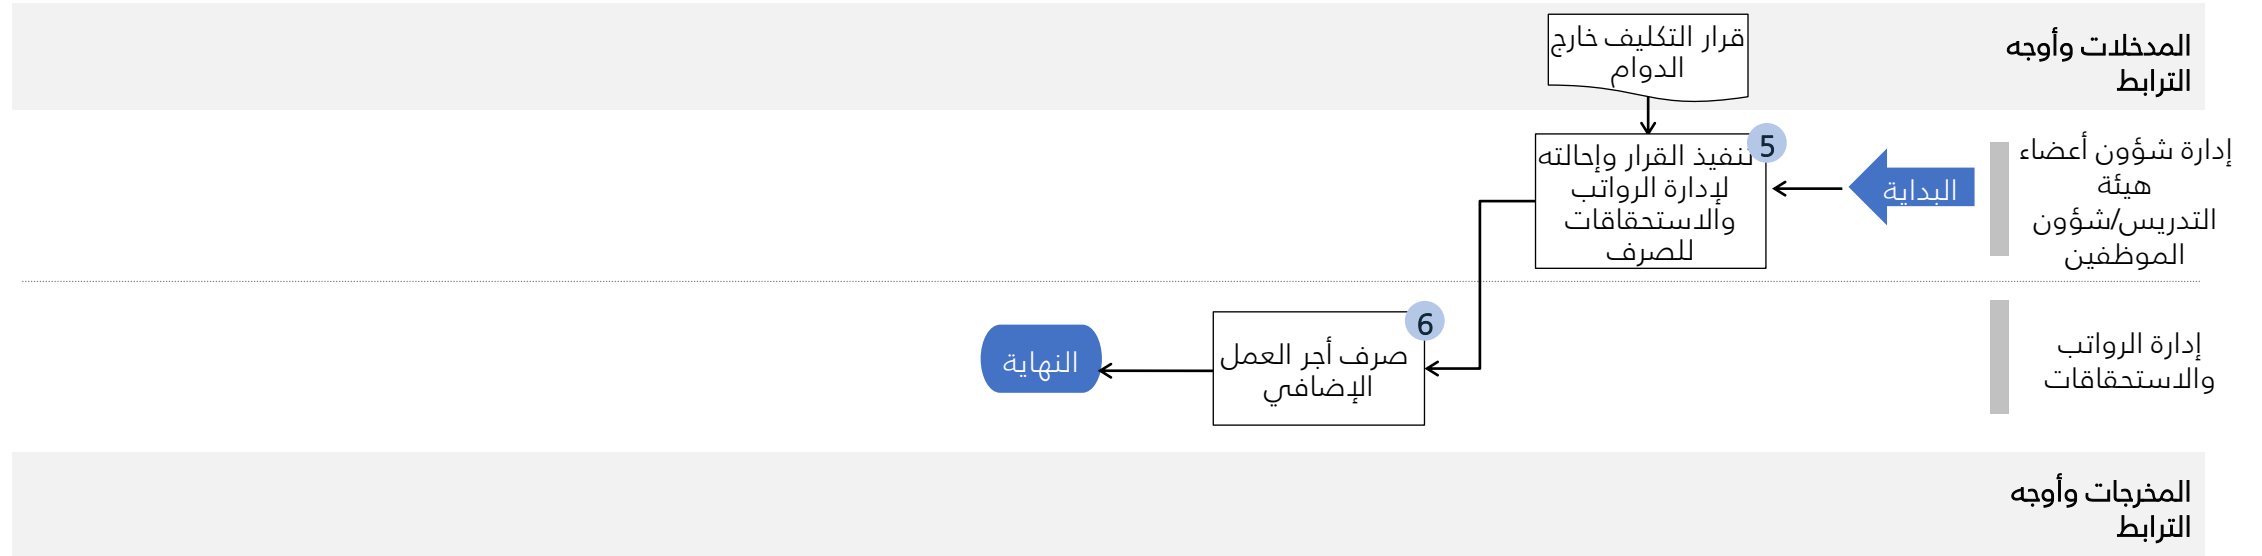 المدخلات وأوجه
الترابط
قرار التكليف خارج
الدوام
إدارة شؤون أعضاء
هيئة
التدريس/شؤون
الموظفين
البداية
5
تنفيذ القرار وإحالته
لإدارة الرواتب
والاستحقاقات
للصرف
إدارة الرواتب
والاستحقاقات
6
صرف أجر العمل
الإضافي
النهاية
المخرجات وأوجه
الترابط